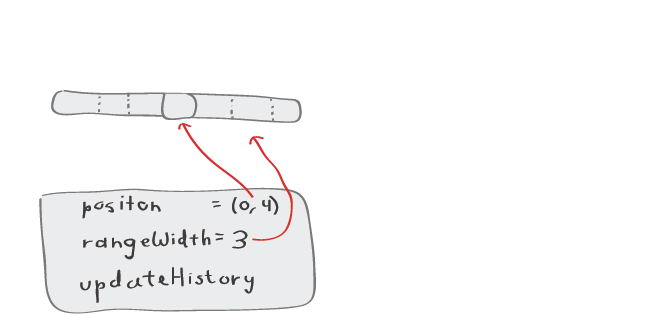 positon = (0, 4)
rangeWidth = 3
updateHistory